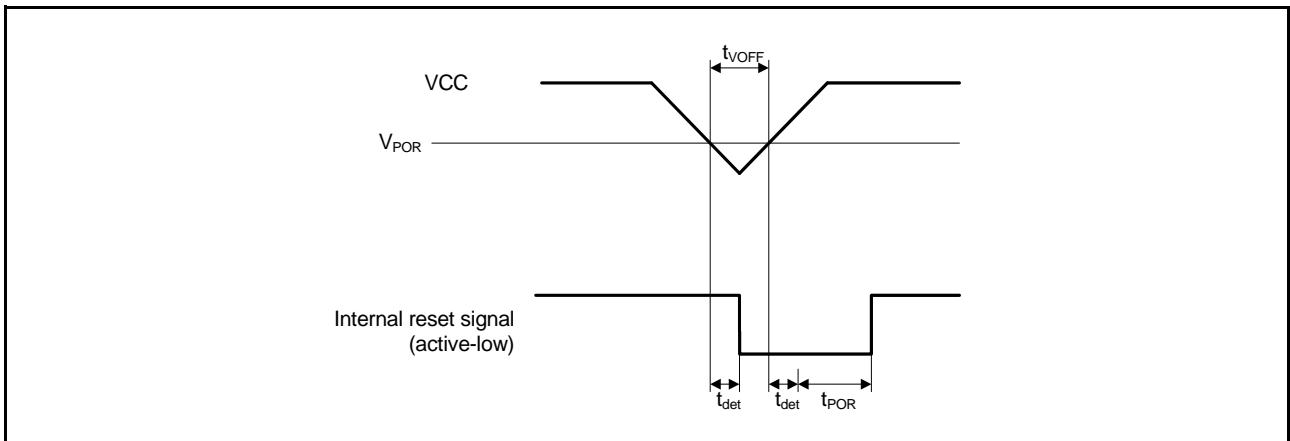 tVOFF
VCC
VPOR
Internal reset signal
(active-low)
tdet
tdet
tPOR